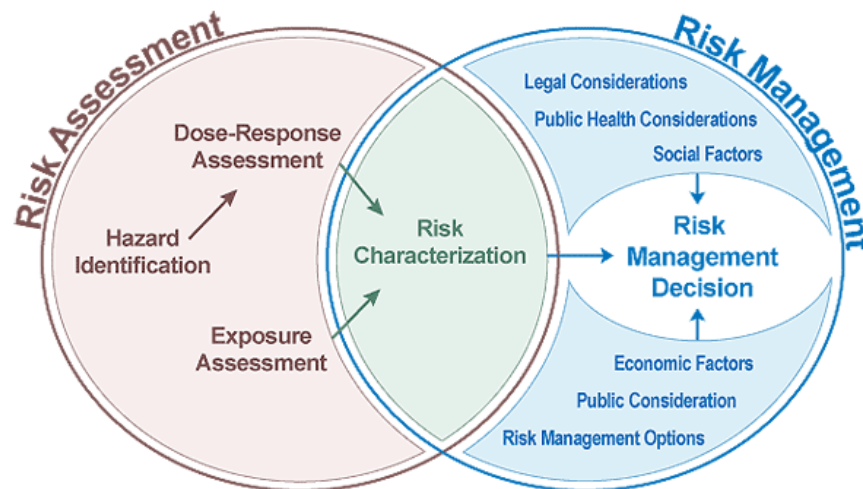 Risk Assessment
Dose-Response
Assessment
Hazard
Identification
Exposure
Assessment
Risk
Characterization
Risk Management
Legal Considerations
Public Health Considerations
Social Factors
Risk
Management
Decision
Economic Factors
Public Consideration
Risk Management Options